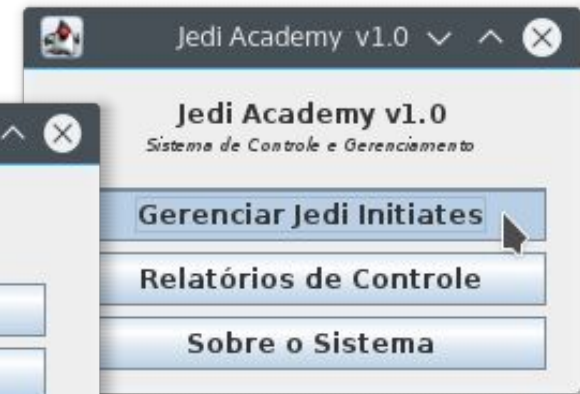 Jedi Academy v1.0
Jedi Academy v1.0
Sistema de Controle e Gerenciamento
Gerenciar Jedi Initiates
Relatórios de Controle
Sobre o Sistema